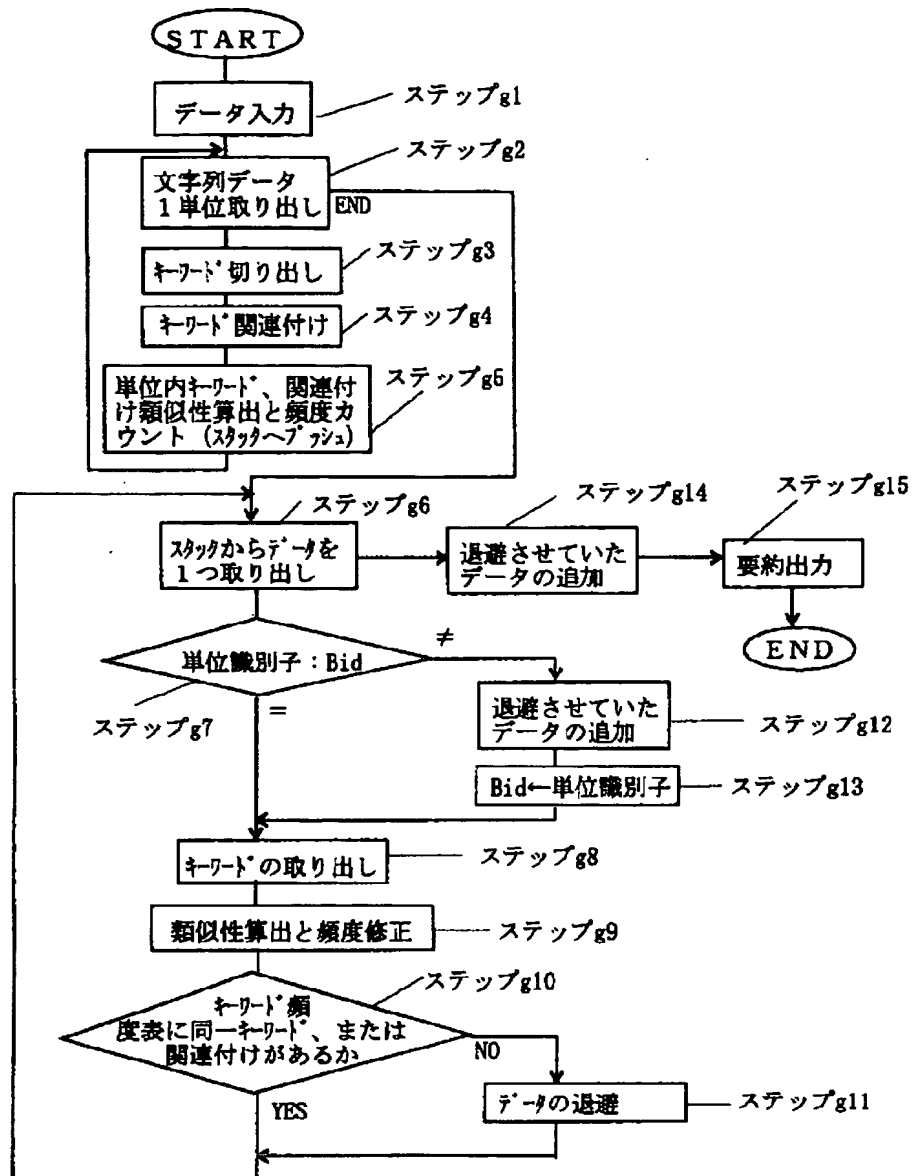 START
ステップg1
データ入力
ステップg2
文字列データ
1単位取り出し
END
ステップg3
キーワード切り出し
ステップg4
キーワード関連付け
ステップg5
単位内キーワード、関連付
け類似性算出と頻度カ
ウント(スタックへプッシュ)
ステップg6
スタックからデータを
1つ取り出し
ステップg14
退避させていた
データの追加
ステップg15
要約出力
END
単位識別子:Bid
≠
=
ステップg7
退避させていた
データの追加
ステップg12
Bid←単位識別子
ステップg13
キーワードの取り出し
ステップg8
類似性算出と頻度修正
ステップg9
ステップg10
キーワード頻
度表に同一キーワード、または
関連付けがあるか
NO
YES
データの退避
ステップg11